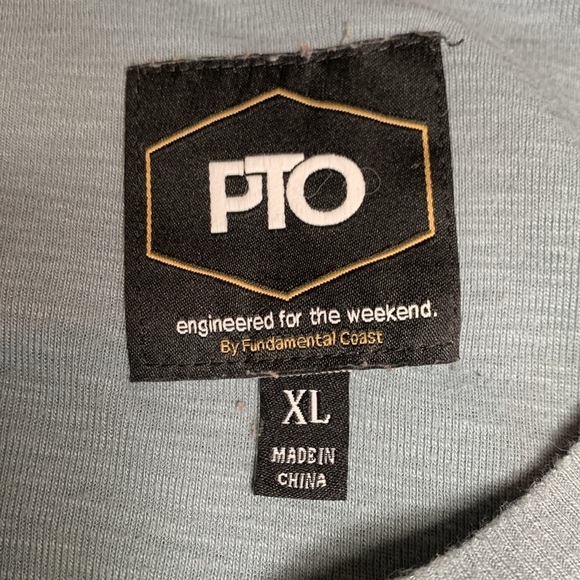 PTO
engineered for the weekend.
By Fundamental Coast
XL
MADE IN
CHINA